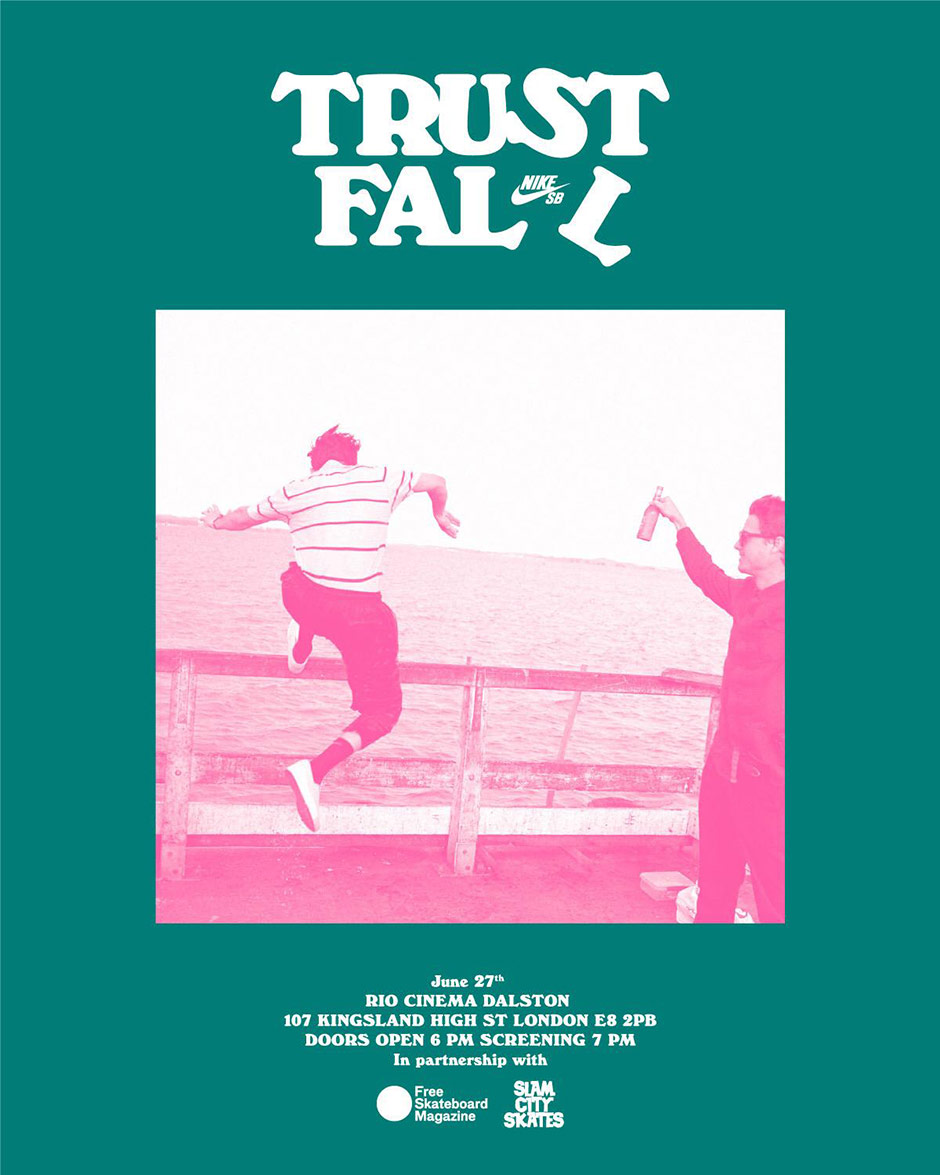 TRUST
FALL
NIKE
SB
June 27th
RIO CINEMA DALSTON
107 KINGSLAND HIGH ST LONDON E8 2PB
DOORS OPEN 6 PM SCREENING 7 PM
In partnership with
Free
Skateboard
Magazine
SLAM
CITY
SKATES